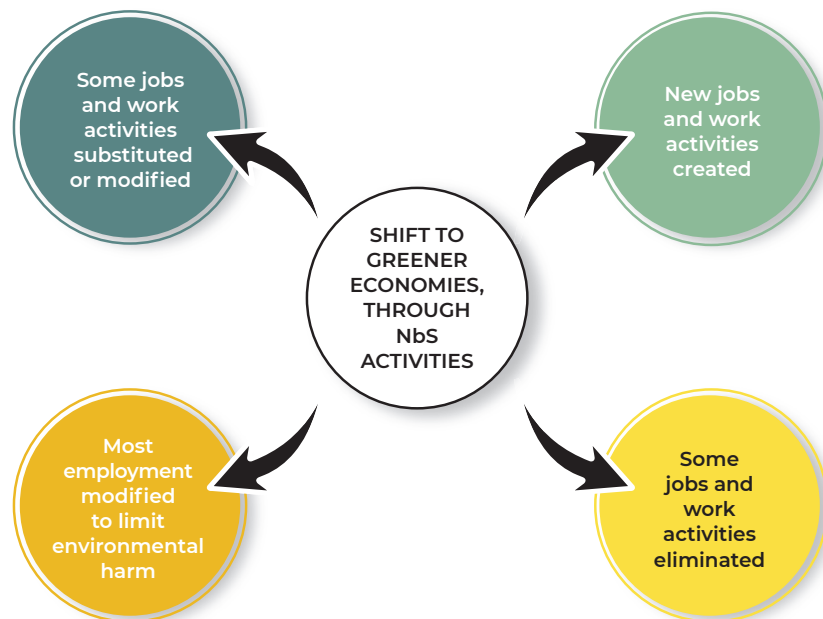 Some jobs
and work
activities
substituted
or modified
New jobs
and work
activities
created
SHIFT TO
GREENER
ECONOMIES,
THROUGH
NbS
ACTIVITIES
Most
employment
modified
to limit
environmental
harm
Some
jobs and
work
activities
eliminated